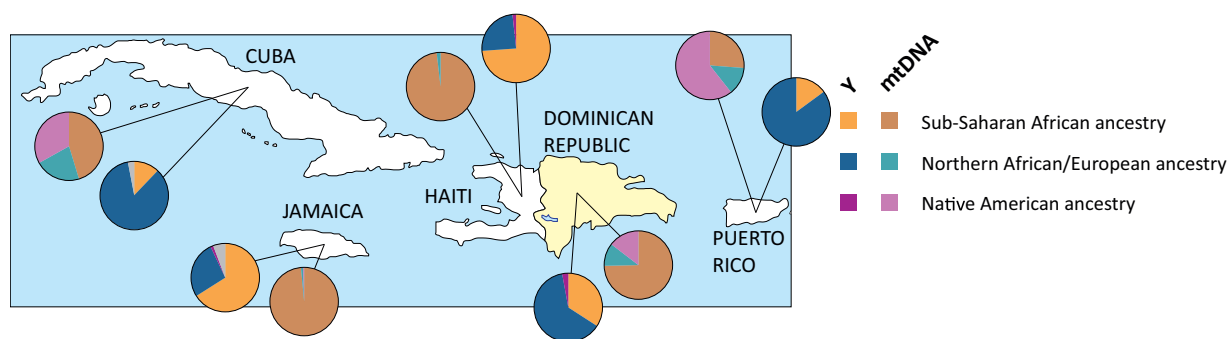 CUBA
DOMINICAN
REPUBLIC
HAITI
JAMAICA
PUERTO
RICO
Y
mtDNA
Sub-Saharan African ancestry
Northern African/European ancestry
Native American ancestry